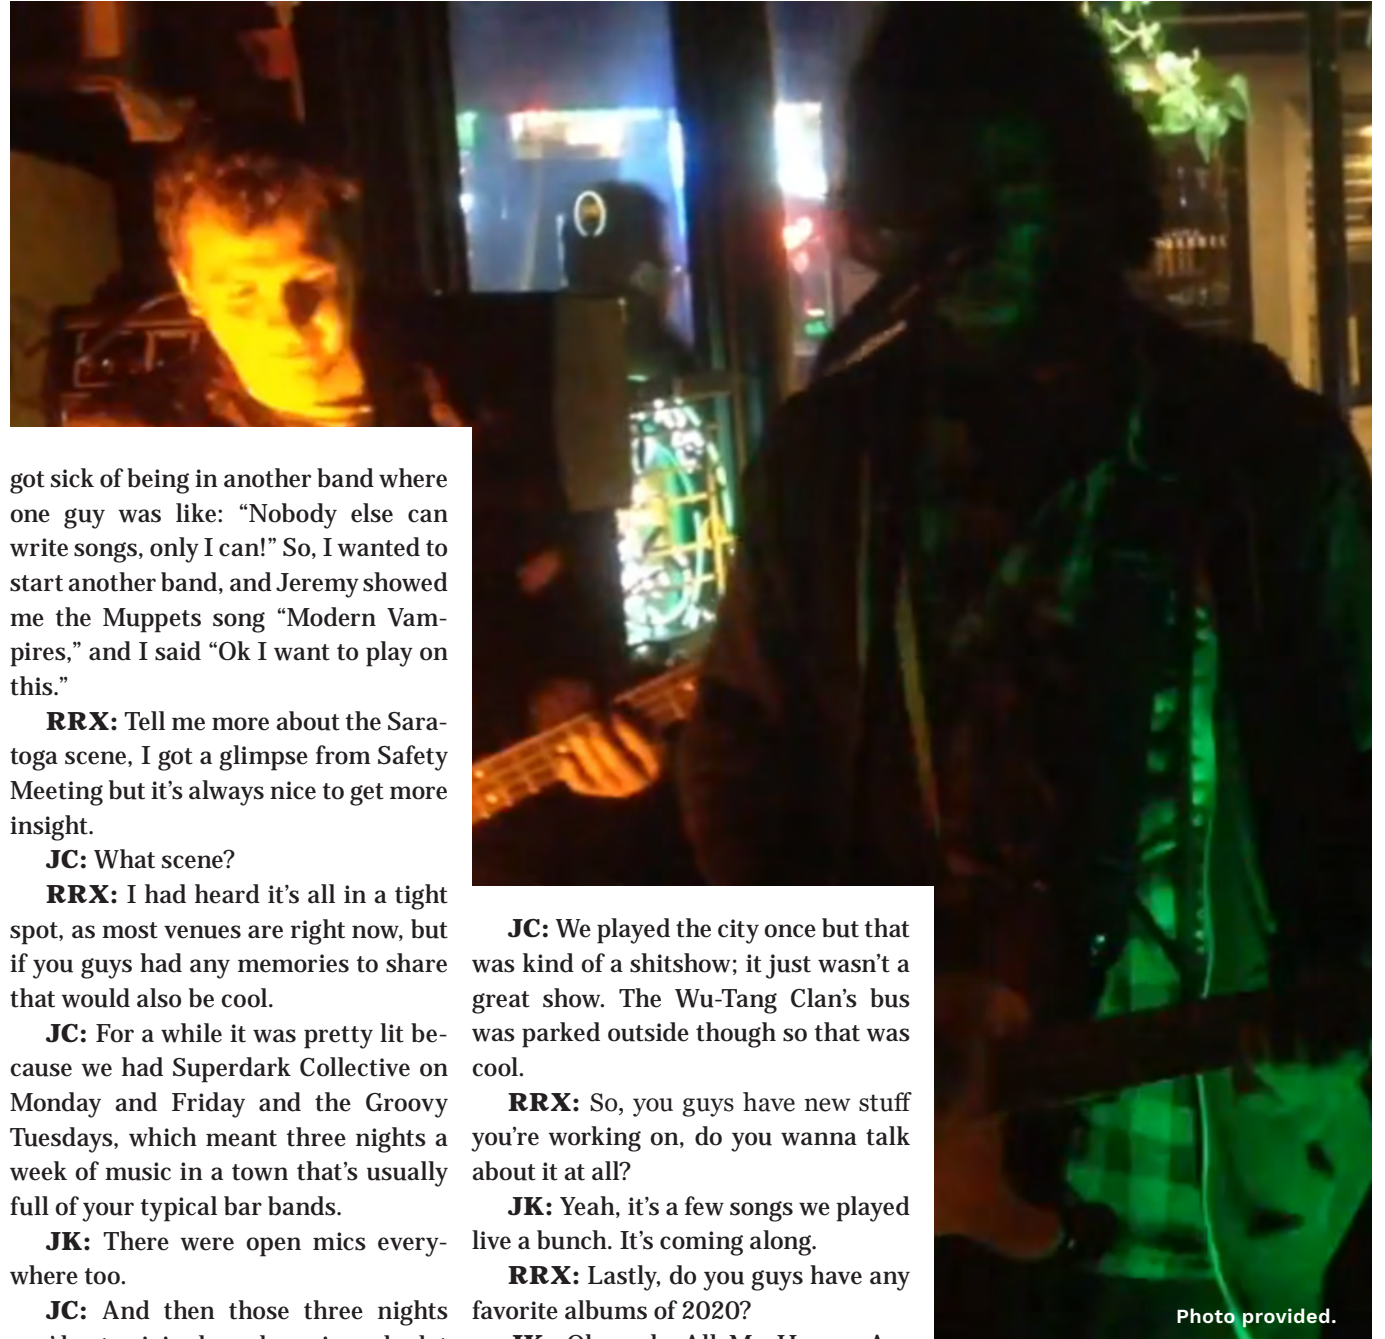 got sick of being in another band where
one guy was like: “Nobody else can
write songs, only I can!” So, I wanted to
start another band, and Jeremy showed
me the Muppets song “Modern Vam-
pires,” and I said “Ok I want to play on
this.”
RRX: Tell me more about the Sara-
toga scene, I got a glimpse from Safety
Meeting but it’s always nice to get more
insight.
JC: What scene?
RRX: I had heard it’s all in a tight
spot, as most venues are right now, but
if you guys had any memories to share
that would also be cool.
JC: For a while it was pretty lit be-
cause we had Superdark Collective on
Monday and Friday and the Groovy
Tuesdays, which meant three nights a
week of music in a town that’s usually
full of your typical bar bands.
JK: There were open mics every-
where too.
JC: And then those three nights
JC: We played the city once but that
was kind of a shitshow; it just wasn’t a
great show. The Wu-Tang Clan’s bus
was parked outside though so that was
cool.
RRX: So, you guys have new stuff
you’re working on, do you wanna talk
about it at all?
JK: Yeah, it’s a few songs we played
live a bunch. It’s coming along.
RRX: Lastly, do you guys have any
favorite albums of 2020?
Photo provided.